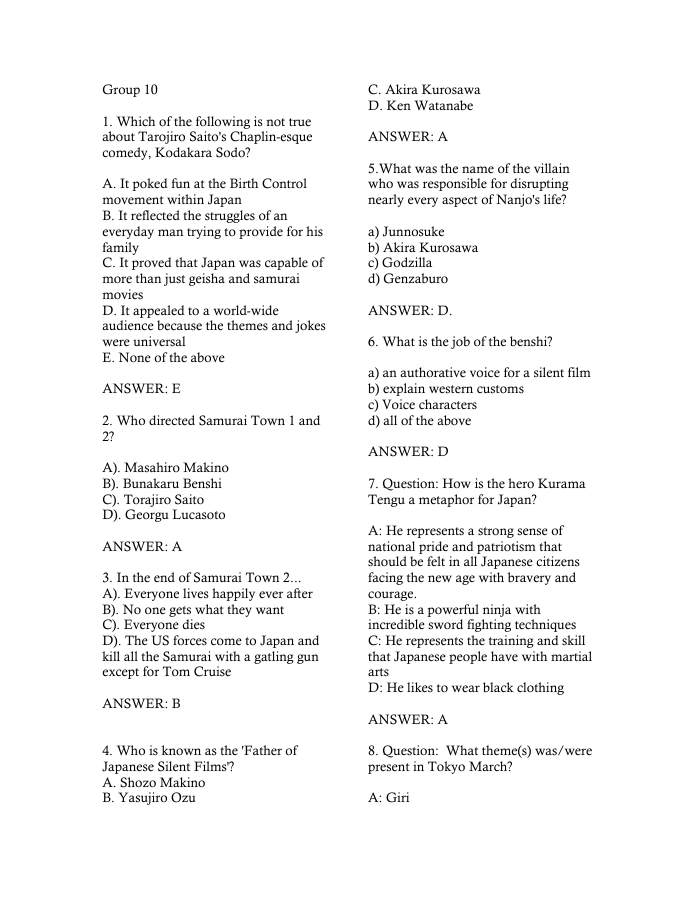 Group 10
1. Which of the following is not true
about Tarojiro Saito's Chaplin-esque
comedy, Kodakara Sodo?
A. It poked fun at the Birth Control
movement within Japan
B. It reflected the struggles of an
everyday man trying to provide for his
family
C. It proved that Japan was capable of
more than just geisha and samurai
movies
D. It appealed to a world-wide
audience because the themes and jokes
were universal
E. None of the above
ANSWER: E
2. Who directed Samurai Town 1 and
2?
A). Masahiro Makino
B). Bunakaru Benshi
C). Torajiro Saito
D). Georgu Lucasoto
ANSWER: A
3. In the end of Samurai Town 2...
A). Everyone lives happily ever after
B). No one gets what they want
C). Everyone dies
D). The US forces come to Japan and
kill all the Samurai with a gatling gun
except for Tom Cruise
ANSWER: B
4. Who is known as the 'Father of
Japanese Silent Films'?
A. Shozo Makino
B. Yasujiro Ozu
C. Akira Kurosawa
D. Ken Watanabe
ANSWER: A
5.What was the name of the villain
who was responsible for disrupting
nearly every aspect of Nanjo's life?
a) Junnosuke
b) Akira Kurosawa
c) Godzilla
d) Genzaburo
ANSWER: D.
6. What is the job of the benshi?
a) an authorative voice for a silent film
b) explain western customs
c) Voice characters
d) all of the above
ANSWER: D
7. Question: How is the hero Kurama
Tengu a metaphor for Japan?
A: He represents a strong sense of
national pride and patriotism that
should be felt in all Japanese citizens
facing the new age with bravery and
courage.
B: He is a powerful ninja with
incredible sword fighting techniques
C: He represents the training and skill
that Japanese people have with martial
arts
D: He likes to wear black clothing
ANSWER: A
8. Question:  What theme(s) was/were
present in Tokyo March?
A: Giri